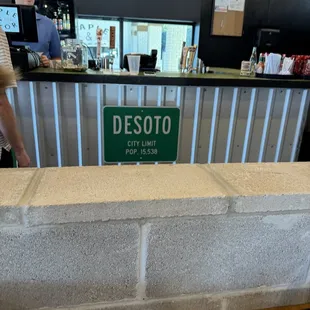 DESOTO
CITY LIMIT
POP. 15,538